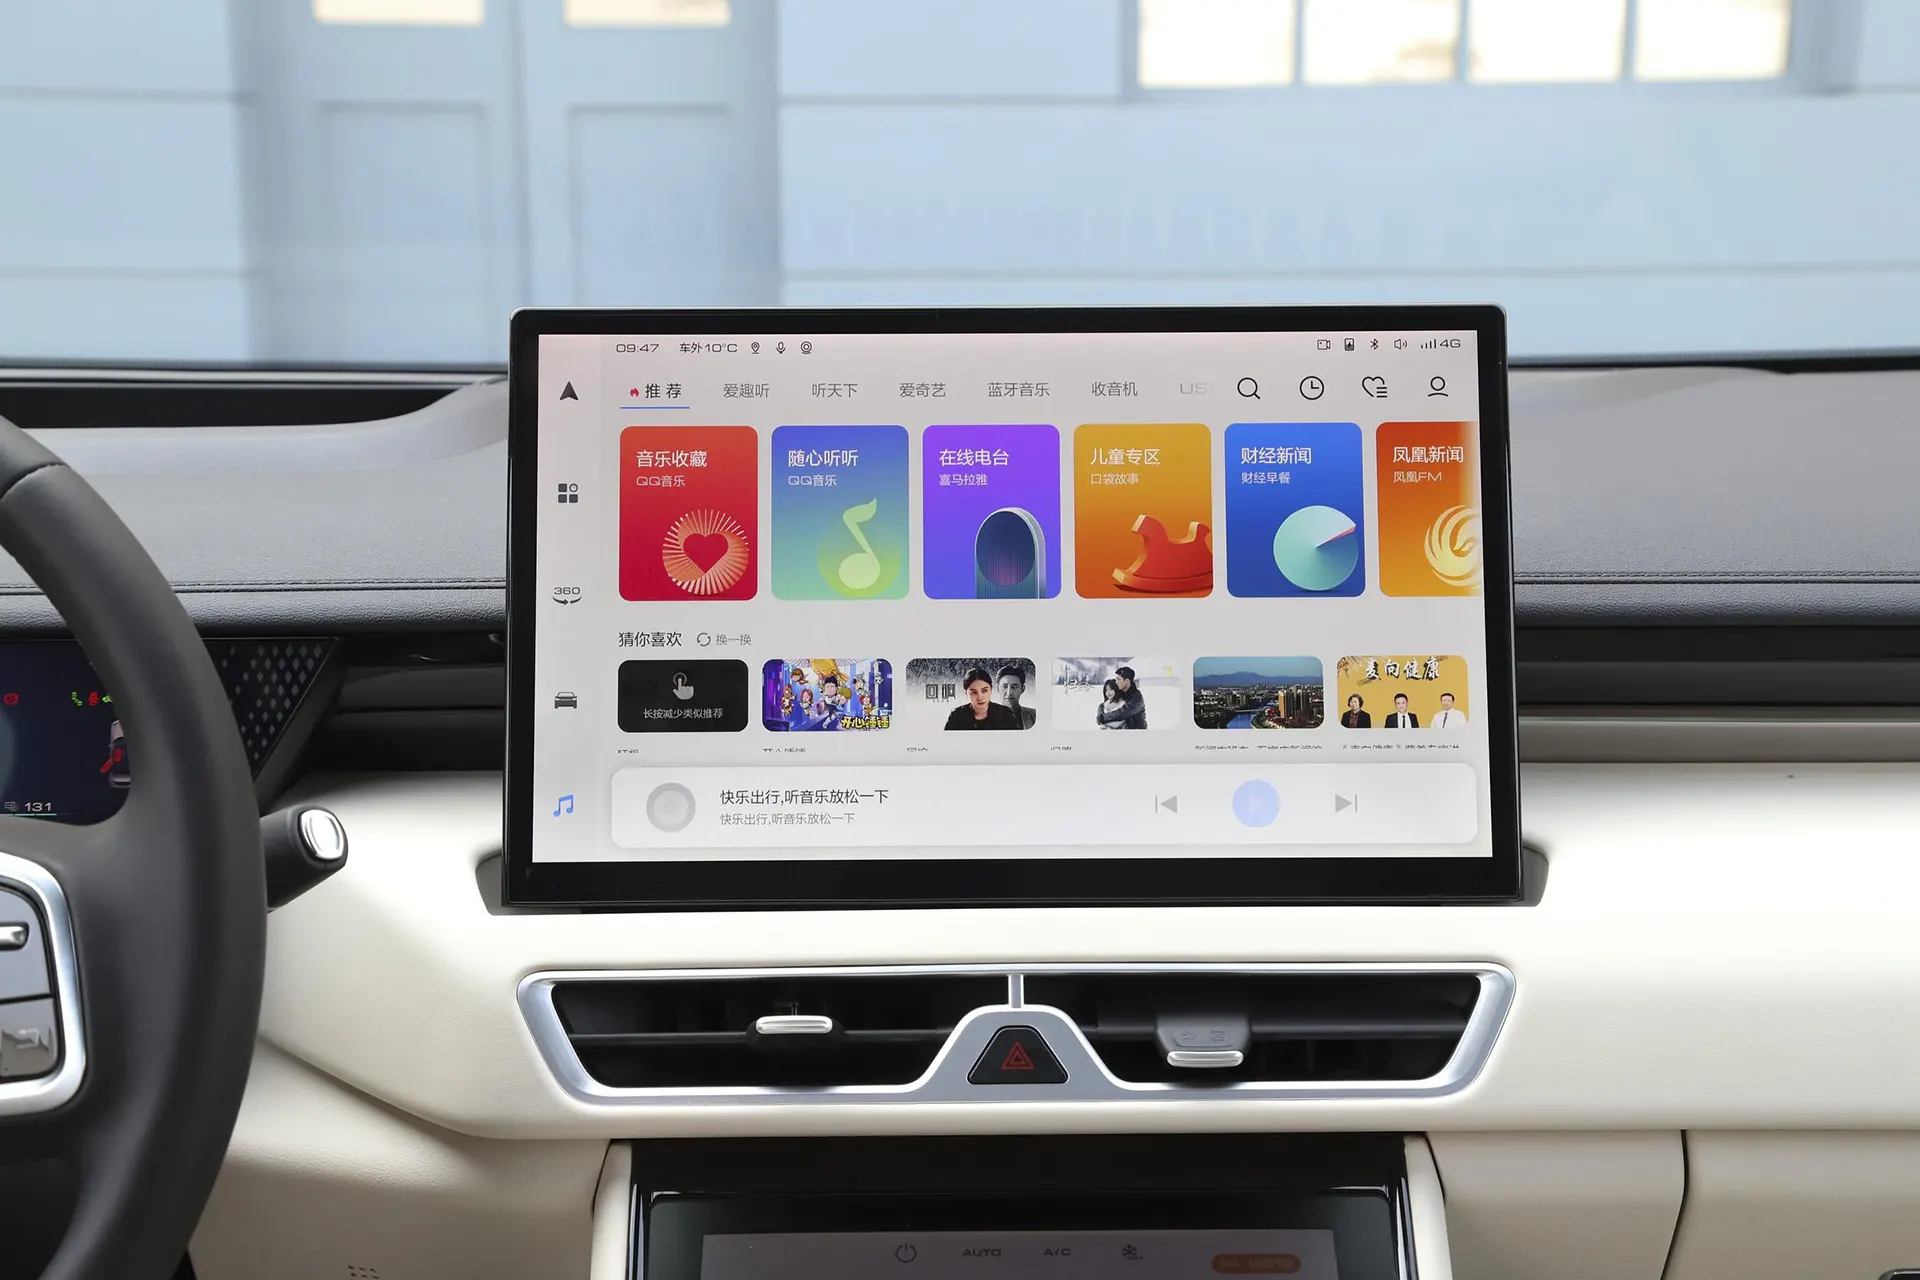 09:47 车外10°C
4G
推荐 爱趣听 听天下 爱奇艺 蓝牙音乐 收音机 US
音乐收藏
QQ音乐
随心听听
QQ音乐
在线电台
喜马拉雅
儿童专区
口袋故事
财经新闻
财经早餐
凤凰新闻
凤凰FM
360
猜你喜欢 换一换
长按减少类似推荐
开心锤锤
回响
归路
麦向健康
快乐出行,听音乐放松一下
快乐出行,听音乐放松一下
131
AUTO A/C